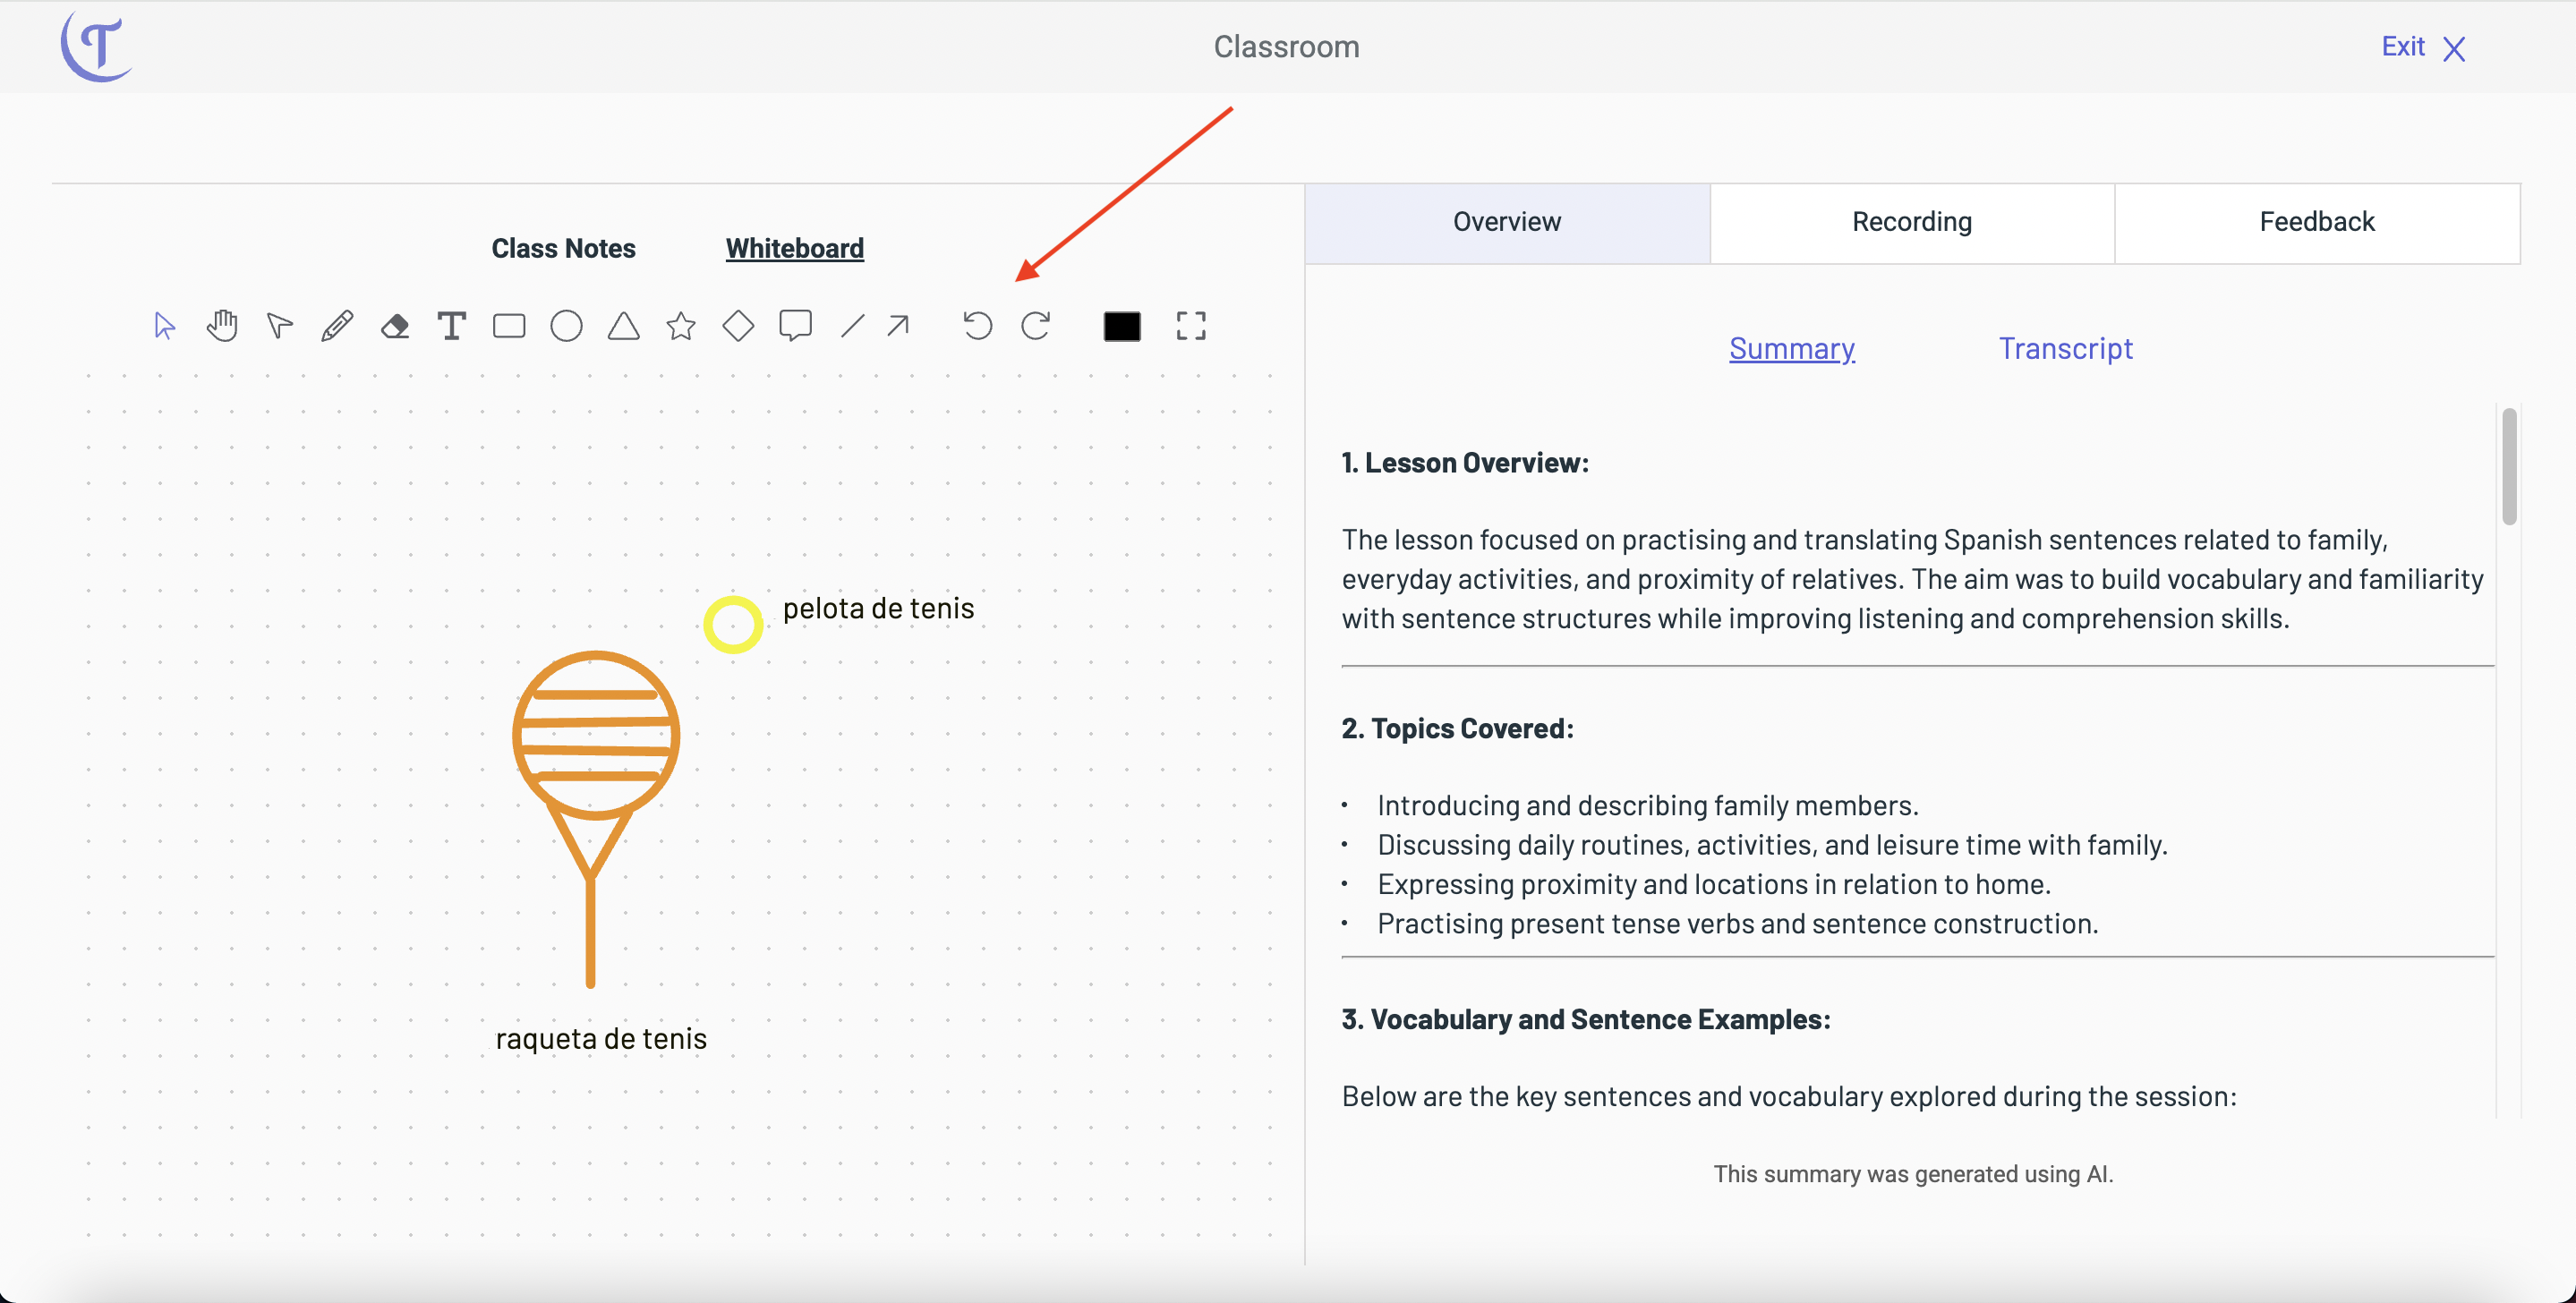 Classroom
Exit
Class Notes
Whiteboard
pelota de tenis
raqueta de tenis
Overview
Recording
Feedback
Summary
Transcript
1. Lesson Overview:
The lesson focused on practising and translating Spanish sentences related to family,
everyday activities, and proximity of relatives. The aim was to build vocabulary and familiarity
with sentence structures while improving listening and comprehension skills.
2. Topics Covered:
• Introducing and describing family members.
• Discussing daily routines, activities, and leisure time with family.
• Expressing proximity and locations in relation to home.
• Practising present tense verbs and sentence construction.
3. Vocabulary and Sentence Examples:
Below are the key sentences and vocabulary explored during the session:
This summary was generated using AI.